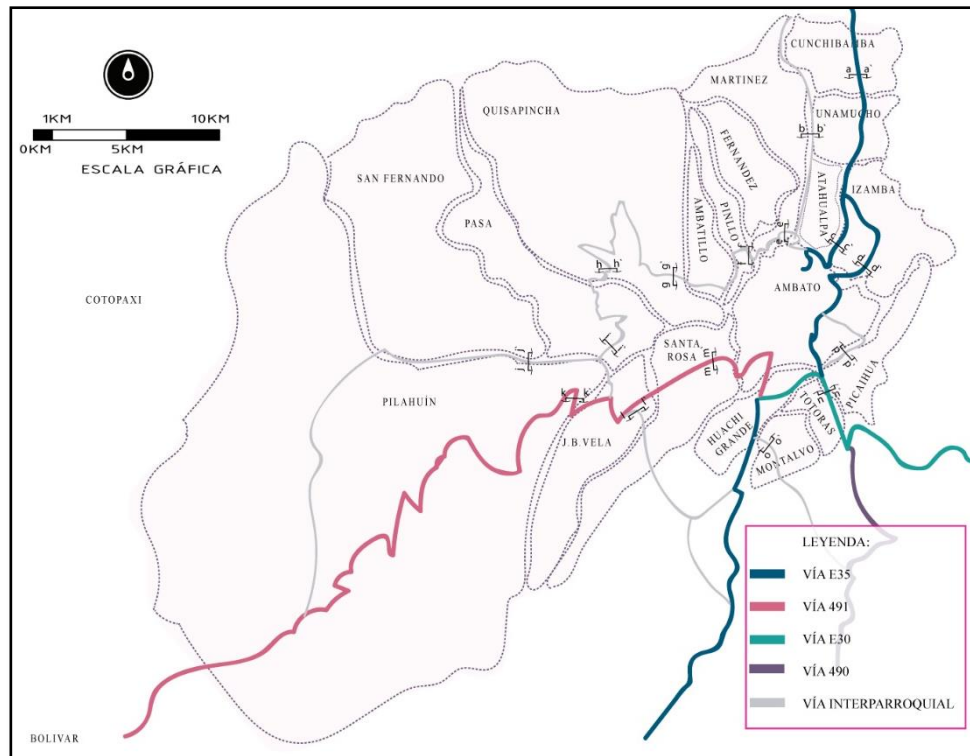 CUNCHIBAMBA
a a'
MARTINEZ
1KM 10KM
0KM 5KM
ESCALA GRÁFICA
QUISAPINCHA
UNAMUCHO
b b'
FERNANDEZ
SAN FERNANDO
ATAHUALPA
IZAMBA
PINLLO
AMBATILLO
PASA
h h'
g g'
AMBATO
COTOPAXI
SANTA
ROSA
PICAIHUA
PILAHUÍN
k k'
TOTORAS
HUACHI
GRANDE
J.B. VELA
MONTALVO
LEYENDA:
VÍA E35
VÍA 491
VÍA E30
VÍA 490
VÍA INTERPARROQUIAL
BOLIVAR